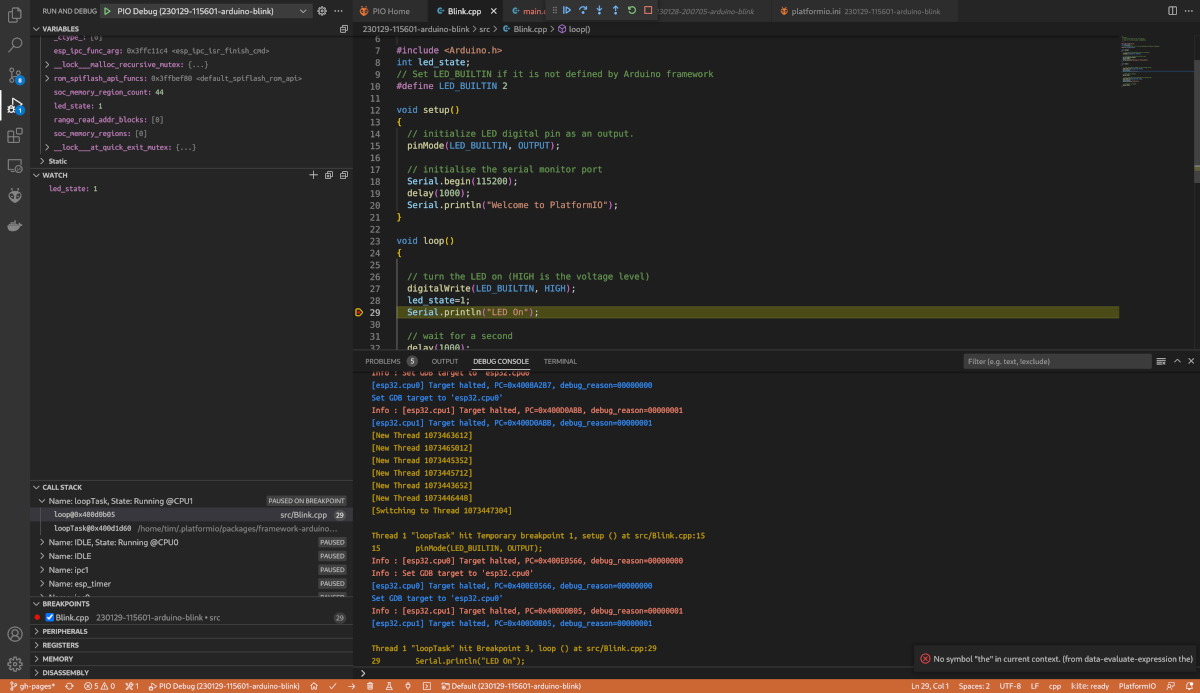 RUN AND DEBUG PIO Debug (230129-115601-arduino-blink)
VARIABLES
_ctype_: [0]
esp_ipc_func_arg: 0x3ffc11c4 <esp_ipc_isr_finish_cmd>
__lock___malloc_recursive_mutex: {...}
rom_spiflash_api_funcs: 0x3ffbef80 <default_spiflash_rom_api>
soc_memory_region_count: 44
led_state: 1
range_read_addr_blocks: [0]
soc_memory_regions: [0]
__lock___at_quick_exit_mutex: {...}
Static
WATCH
led_state: 1
CALL STACK
Name: loopTask, State: Running @CPU1 PAUSED ON BREAKPOINT
loop@0x400d0b05 src/Blink.cpp 29
loopTask@0x400d1d60 /home/tim/.platformio/packages/framework-arduino...
Name: IDLE, State: Running @CPU0 PAUSED
Name: IDLE PAUSED
Name: ipc1 PAUSED
Name: esp_timer PAUSED
BREAKPOINTS
Blink.cpp 230129-115601-arduino-blink • src 29
PERIPHERALS
REGISTERS
MEMORY
DISASSEMBLY
8
1
PIO Home Blink.cpp main.c 230128-200705-arduino-blink platformio.ini 230129-115601-arduino-blink
230129-115601-arduino-blink > src > Blink.cpp > loop()
6
7 #include <Arduino.h>
8 int led_state;
9 // Set LED_BUILTIN if it is not defined by Arduino framework
10 #define LED_BUILTIN 2
11
12 void setup()
13 {
14 // initialize LED digital pin as an output.
15 pinMode(LED_BUILTIN, OUTPUT);
16
17 // initialise the serial monitor port
18 Serial.begin(115200);
19 delay(1000);
20 Serial.println("Welcome to PlatformIO");
21 }
22
23 void loop()
24 {
25
26 // turn the LED on (HIGH is the voltage level)
27 digitalWrite(LED_BUILTIN, HIGH);
28 led_state=1;
29 Serial.println("LED On");
30
31 // wait for a second
32 delay(1000);
PROBLEMS 5 OUTPUT DEBUG CONSOLE TERMINAL Filter (e.g. text, !exclude)
Info : Set GDB target to 'esp32.cpu0'
[esp32.cpu0] Target halted, PC=0x4008A2B7, debug_reason=00000000
Set GDB target to 'esp32.cpu0'
Info : [esp32.cpu1] Target halted, PC=0x400D0ABB, debug_reason=00000001
[esp32.cpu1] Target halted, PC=0x400D0ABB, debug_reason=00000001
[New Thread 1073463612]
[New Thread 1073465012]
[New Thread 1073445352]
[New Thread 1073445712]
[New Thread 1073443652]
[New Thread 1073446448]
[Switching to Thread 1073447304]
Thread 1 "loopTask" hit Temporary breakpoint 1, setup () at src/Blink.cpp:15
15 pinMode(LED_BUILTIN, OUTPUT);
Info : [esp32.cpu0] Target halted, PC=0x400E0566, debug_reason=00000000
Info : Set GDB target to 'esp32.cpu0'
[esp32.cpu0] Target halted, PC=0x400E0566, debug_reason=00000000
Set GDB target to 'esp32.cpu0'
Info : [esp32.cpu1] Target halted, PC=0x400D0B05, debug_reason=00000001
[esp32.cpu1] Target halted, PC=0x400D0B05, debug_reason=00000001
Thread 1 "loopTask" hit Breakpoint 3, loop () at src/Blink.cpp:29
29 Serial.println("LED On");
No symbol "the" in current context. (from data-evaluate-expression the)
gh-pages* 5 0 1 PIO Debug (230129-115601-arduino-blink) Default (230129-115601-arduino-blink) Ln 29, Col 1 Spaces: 2 UTF-8 LF cpp kite: ready PlatformIO